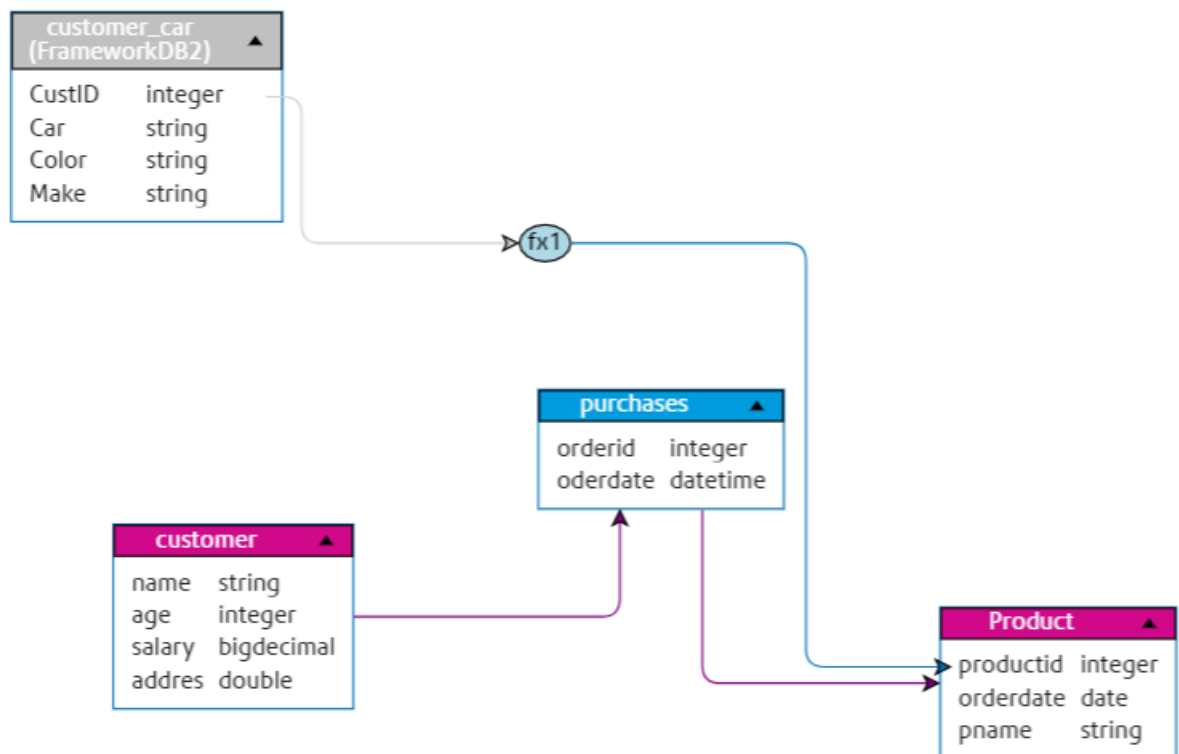 customer_car
(FrameworkDB2)
CustID integer
Car string
Color string
Make string
fx1
purchases
orderid integer
oderdate datetime
customer
name string
age integer
salary bigdecimal
addres double
Product
productid integer
orderdate date
pname string